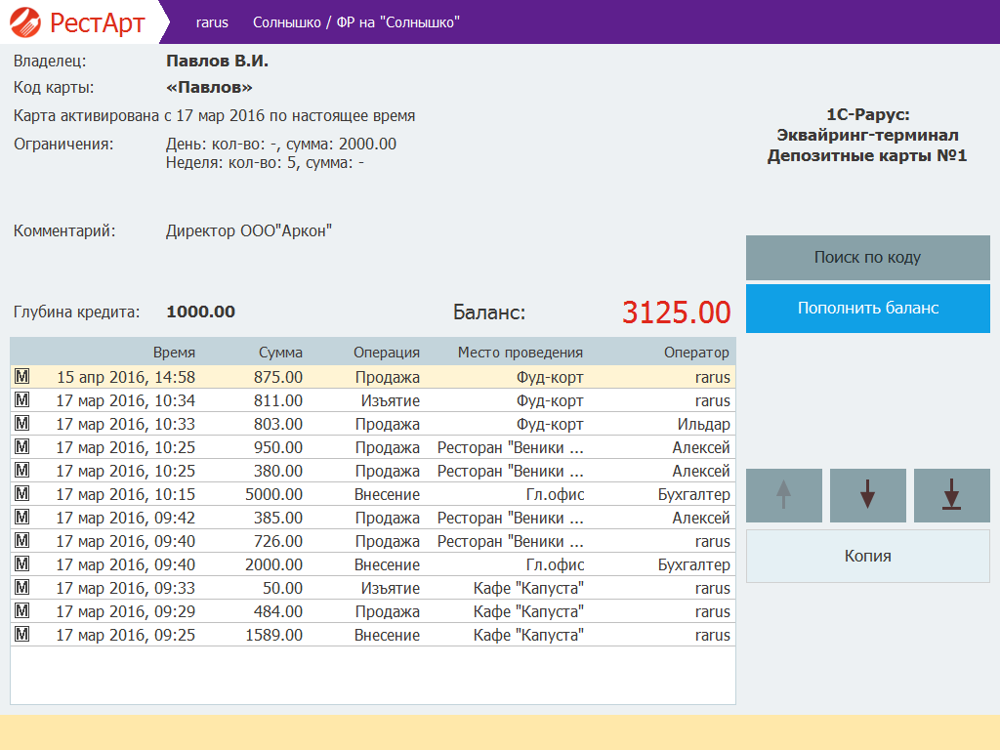 РестАрт rarus Солнышко / ФР на "Солнышко"
Владелец: Павлов В.И.
Код карты: «Павлов»
Карта активирована с 17 мар 2016 по настоящее время
Ограничения: День: кол-во: -, сумма: 2000.00
Неделя: кол-во: 5, сумма: -
1С-Рарус:
Эквайринг-терминал
Депозитные карты №1
Комментарий: Директор ООО"Аркон"
Поиск по коду
Пополнить баланс
Глубина кредита: 1000.00 Баланс: 3125.00
Время Сумма Операция Место проведения Оператор
M 15 апр 2016, 14:58 875.00 Продажа Фуд-корт rarus
M 17 мар 2016, 10:34 811.00 Изъятие Фуд-корт rarus
M 17 мар 2016, 10:33 803.00 Продажа Фуд-корт Ильдар
M 17 мар 2016, 10:25 950.00 Продажа Ресторан "Веники ... Алексей
M 17 мар 2016, 10:25 380.00 Продажа Ресторан "Веники ... Алексей
M 17 мар 2016, 10:15 5000.00 Внесение Гл.офис Бухгалтер
M 17 мар 2016, 09:42 385.00 Продажа Ресторан "Веники ... Алексей
M 17 мар 2016, 09:40 726.00 Продажа Ресторан "Веники ... rarus
M 17 мар 2016, 09:40 2000.00 Внесение Гл.офис Бухгалтер
M 17 мар 2016, 09:33 50.00 Изъятие Кафе "Капуста" rarus
M 17 мар 2016, 09:29 484.00 Продажа Кафе "Капуста" rarus
M 17 мар 2016, 09:25 1589.00 Внесение Кафе "Капуста" rarus
Копия